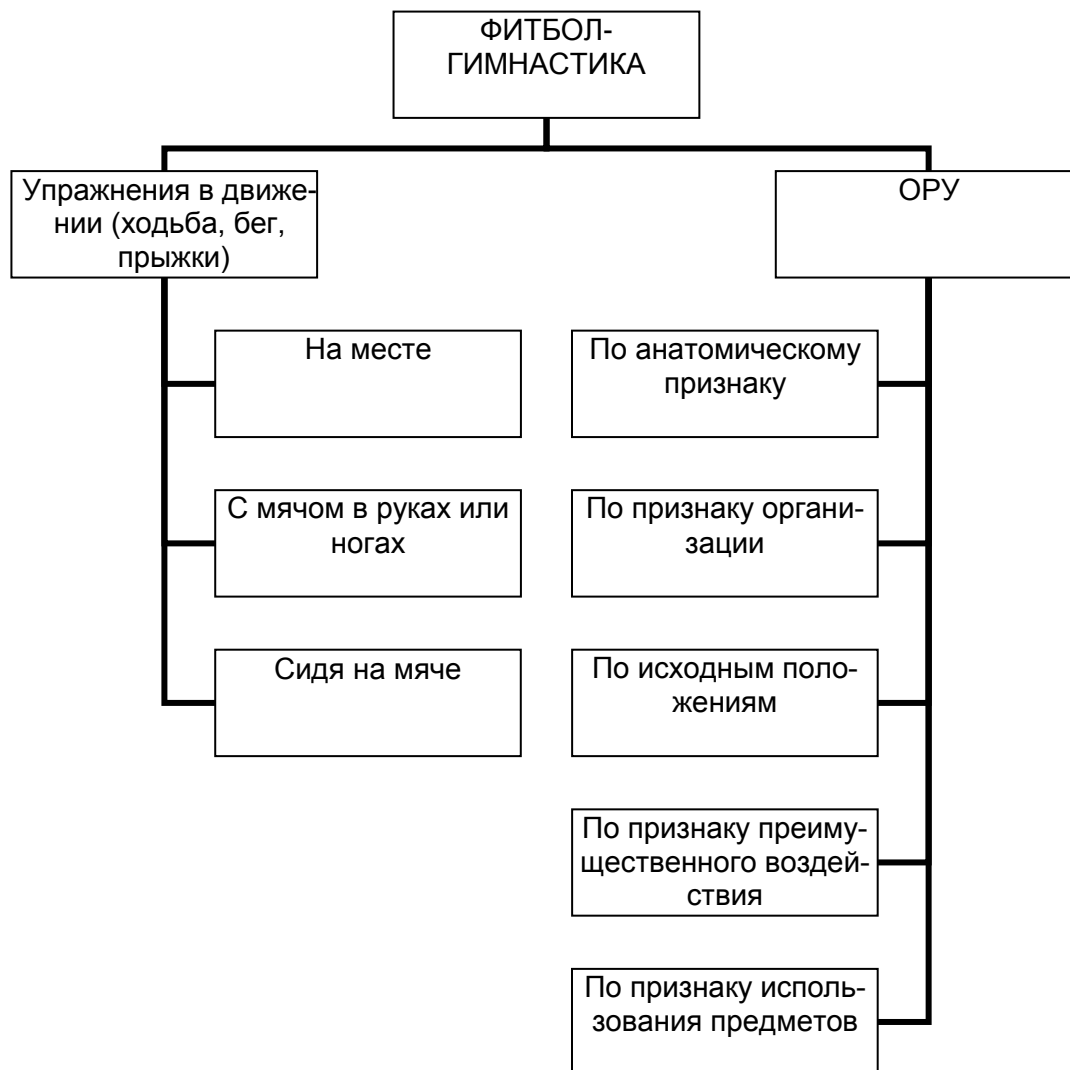 ФИТБОЛ-
ГИМНАСТИКА
Упражнения в движе-
нии (ходьба, бег,
прыжки)
ОРУ
На месте
С мячом в руках или
ногах
Сидя на мяче
По анатомическому
признаку
По признаку органи-
зации
По исходным поло-
жениям
По признаку преиму-
щественного воздей-
ствия
По признаку исполь-
зования предметов